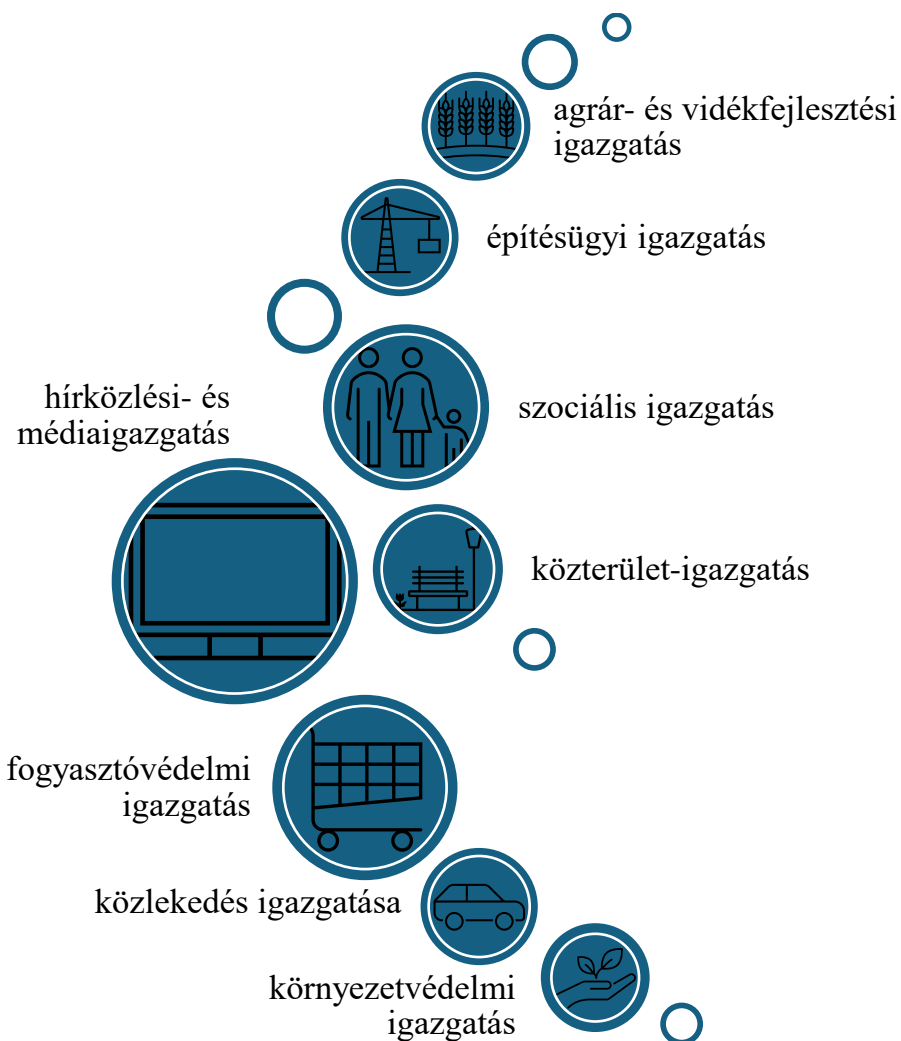 agrár- és vidékfejlesztési
igazgatás
építésügyi igazgatás
hírközlési- és
médiaigazgatás
szociális igazgatás
közterület-igazgatás
fogyasztóvédelmi
igazgatás
közlekedés igazgatása
környezetvédelmi
igazgatás